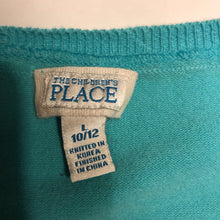 THE CHILDREN'S
PLACE
L
10/12
KNITTED IN
KOREA
FINISHED
IN CHINA